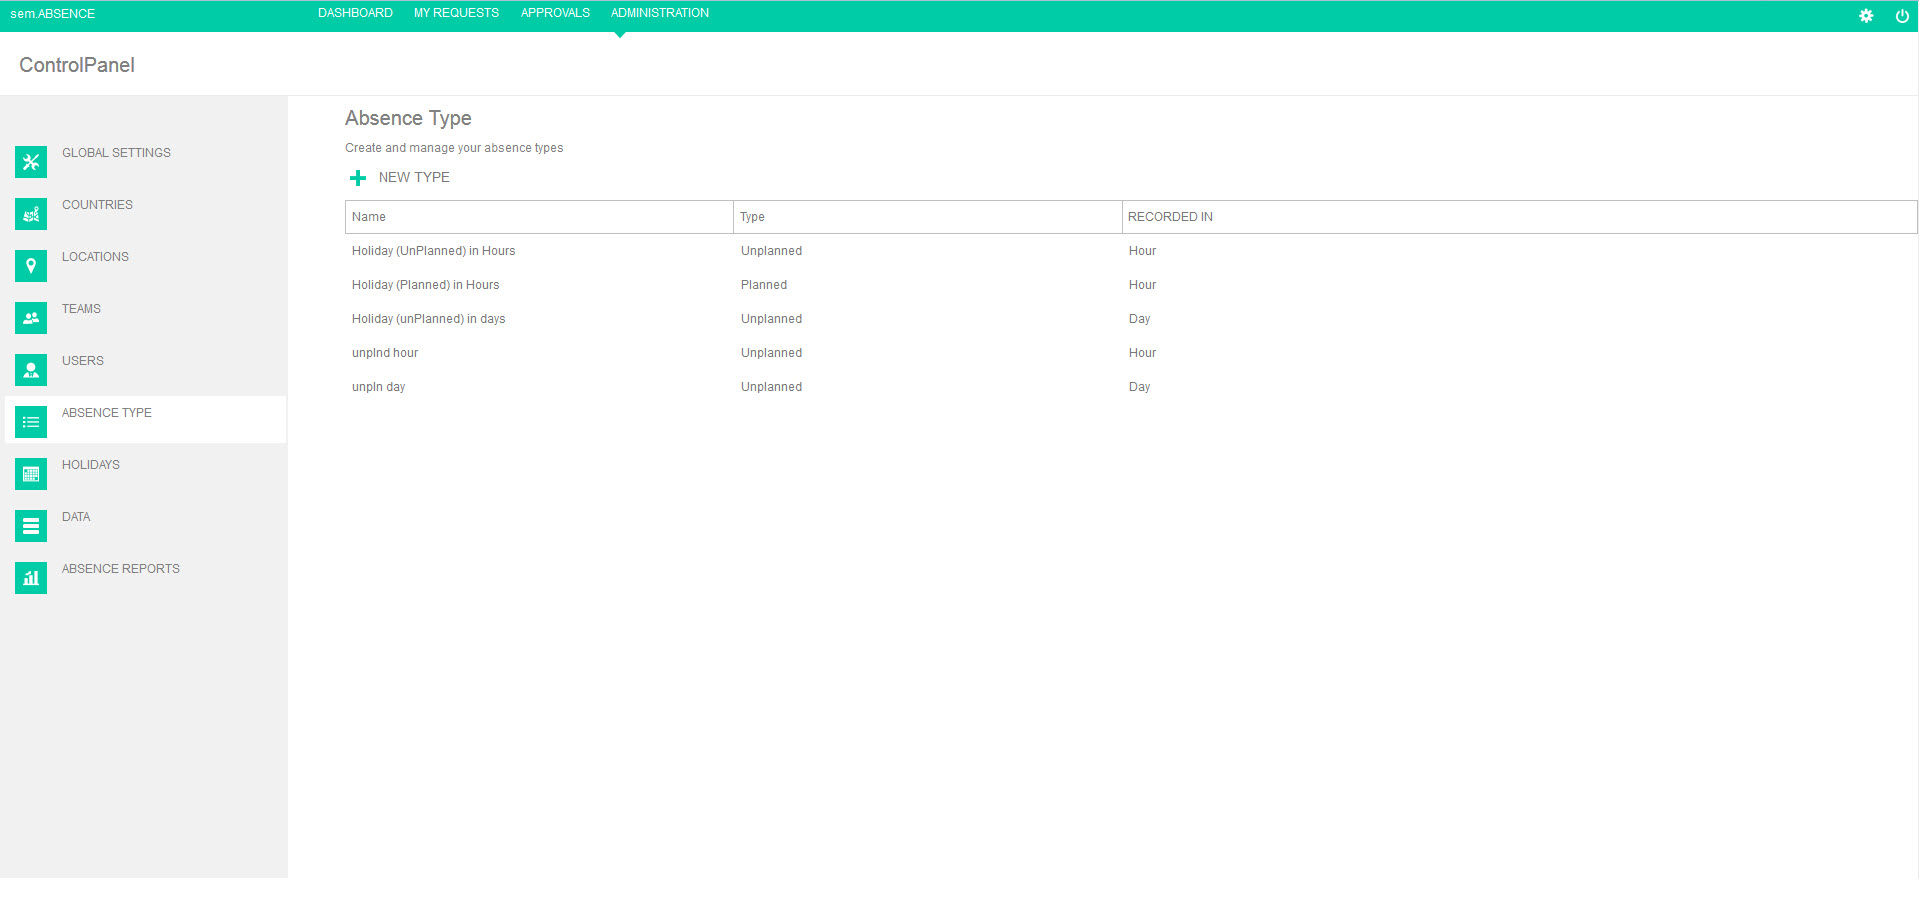 sem.ABSENCE DASHBOARD MY REQUESTS APPROVALS ADMINISTRATION
ControlPanel
GLOBAL SETTINGS
COUNTRIES
LOCATIONS
TEAMS
USERS
ABSENCE TYPE
HOLIDAYS
DATA
ABSENCE REPORTS
Absence Type
Create and manage your absence types
NEW TYPE
Name Type RECORDED IN
Holiday (UnPlanned) in Hours Unplanned Hour
Holiday (Planned) in Hours Planned Hour
Holiday (unPlanned) in days Unplanned Day
unplnd hour Unplanned Hour
unpln day Unplanned Day